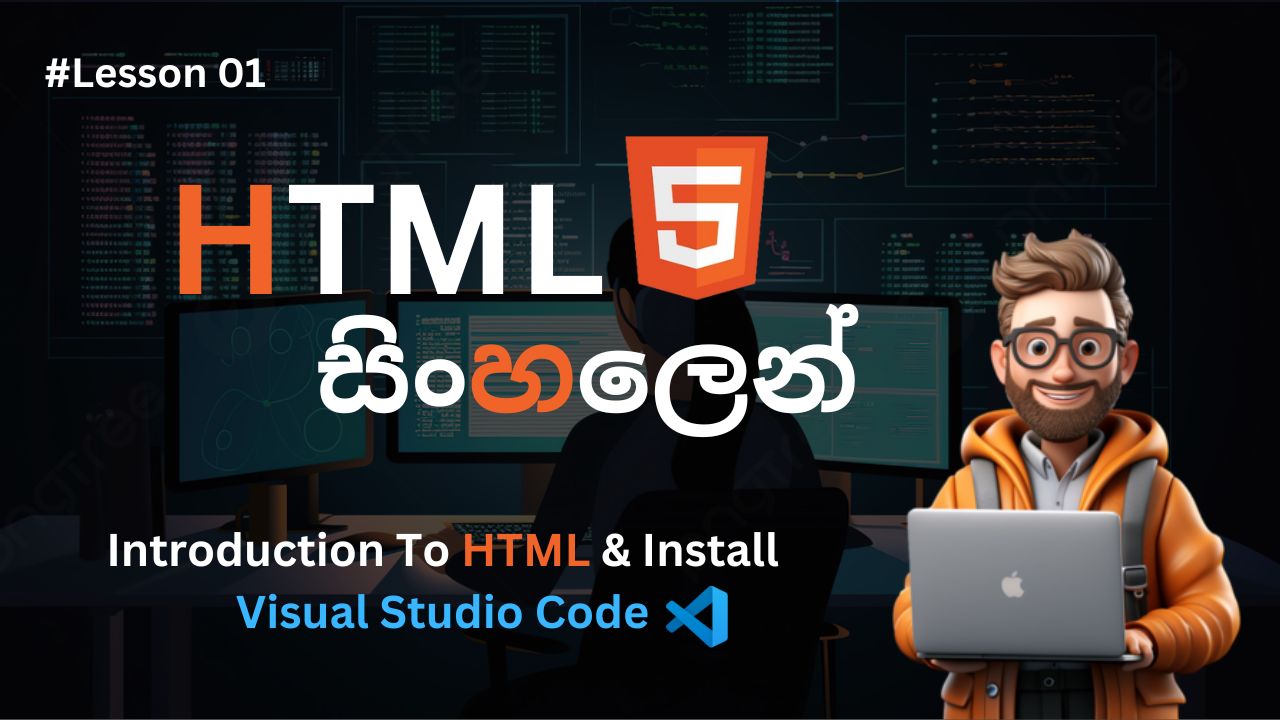 #Lesson 01
HTML 5
සිංහලෙන්
Introduction To HTML & Install
Visual Studio Code